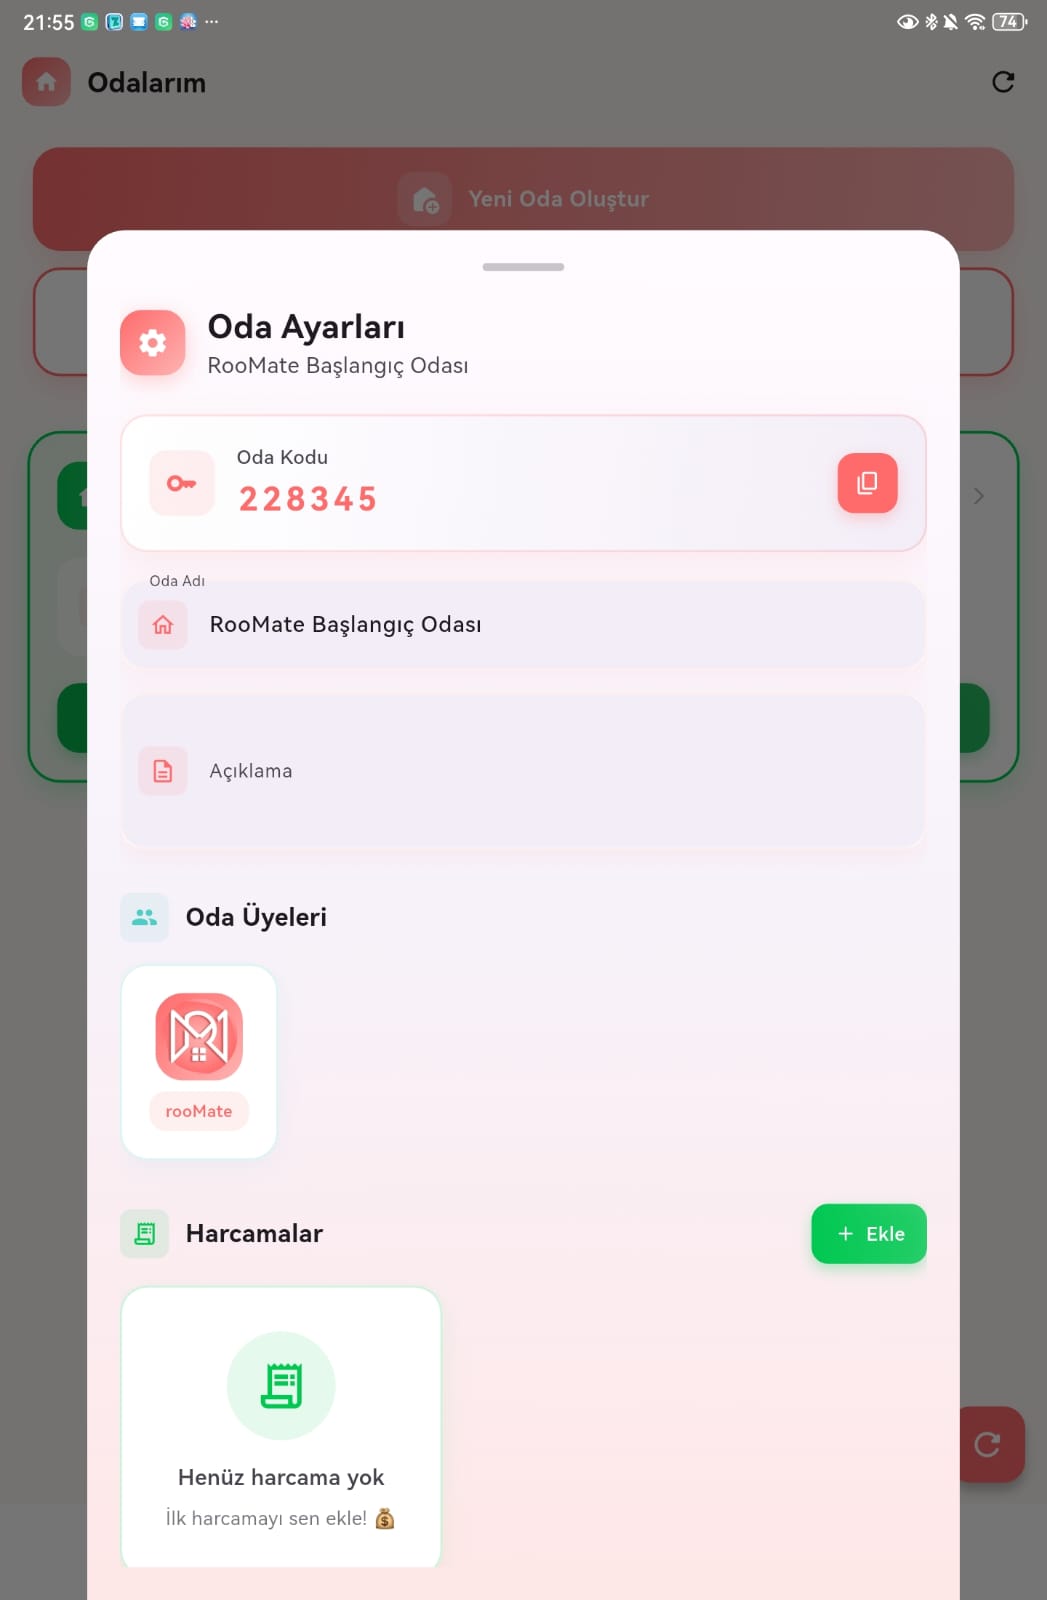 21:55
74
Odalarım
Yeni Oda Oluştur
Oda Ayarları
RooMate Başlangıç Odası
Oda Kodu
228345
Oda Adı
RooMate Başlangıç Odası
Açıklama
Oda Üyeleri
rooMate
Harcamalar
+ Ekle
Henüz harcama yok
İlk harcamayı sen ekle! 💰